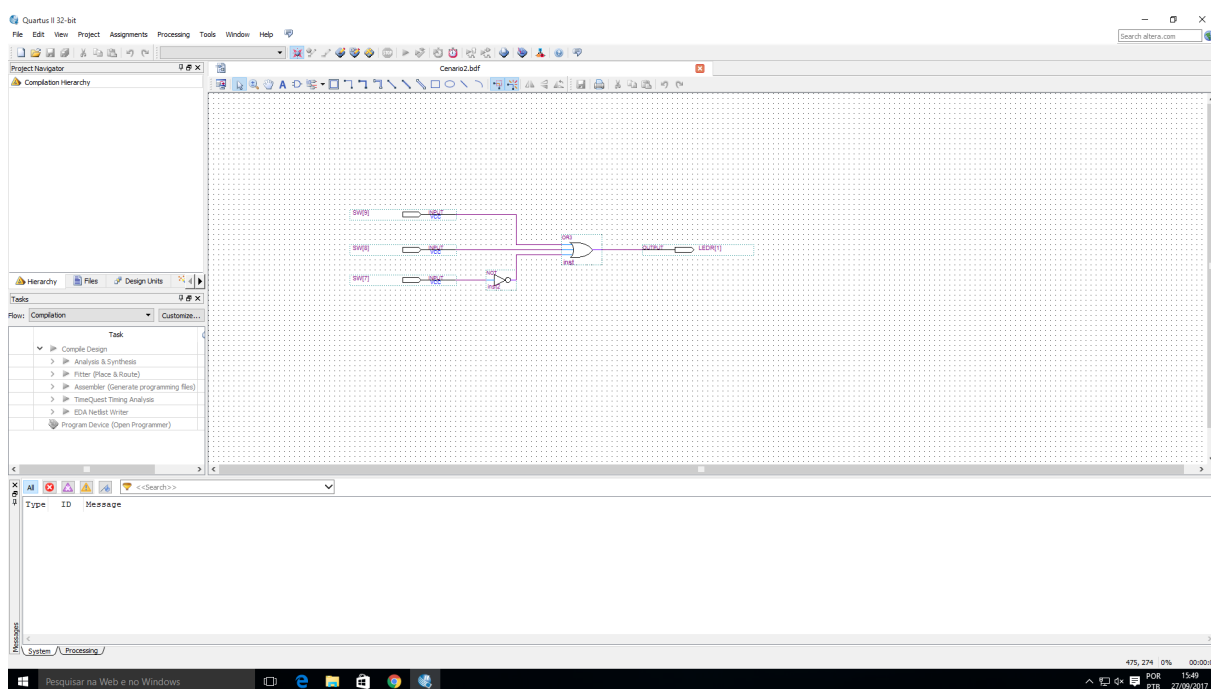 Quartus II 32-bit
File Edit View Project Assignments Processing Tools Window Help
Search altera.com
Project Navigator
Cenario2.bdf
Compilation Hierarchy
SW[9] INPUT VCC
OR3
SW[8] INPUT VCC
OUTPUT LEDR[1]
inst
SW[7] INPUT VCC
NOT
inst2
Hierarchy Files Design Units
Tasks
Flow: Compilation Customize...
Task
Compile Design
Analysis & Synthesis
Fitter (Place & Route)
Assembler (Generate programming files)
TimeQuest Timing Analysis
EDA Netlist Writer
Program Device (Open Programmer)
All <<Search>>
Type ID Message
Messages
System Processing
475, 274 0% 00:00:
Pesquisar na Web e no Windows
POR 15:49
PTB 27/09/2017